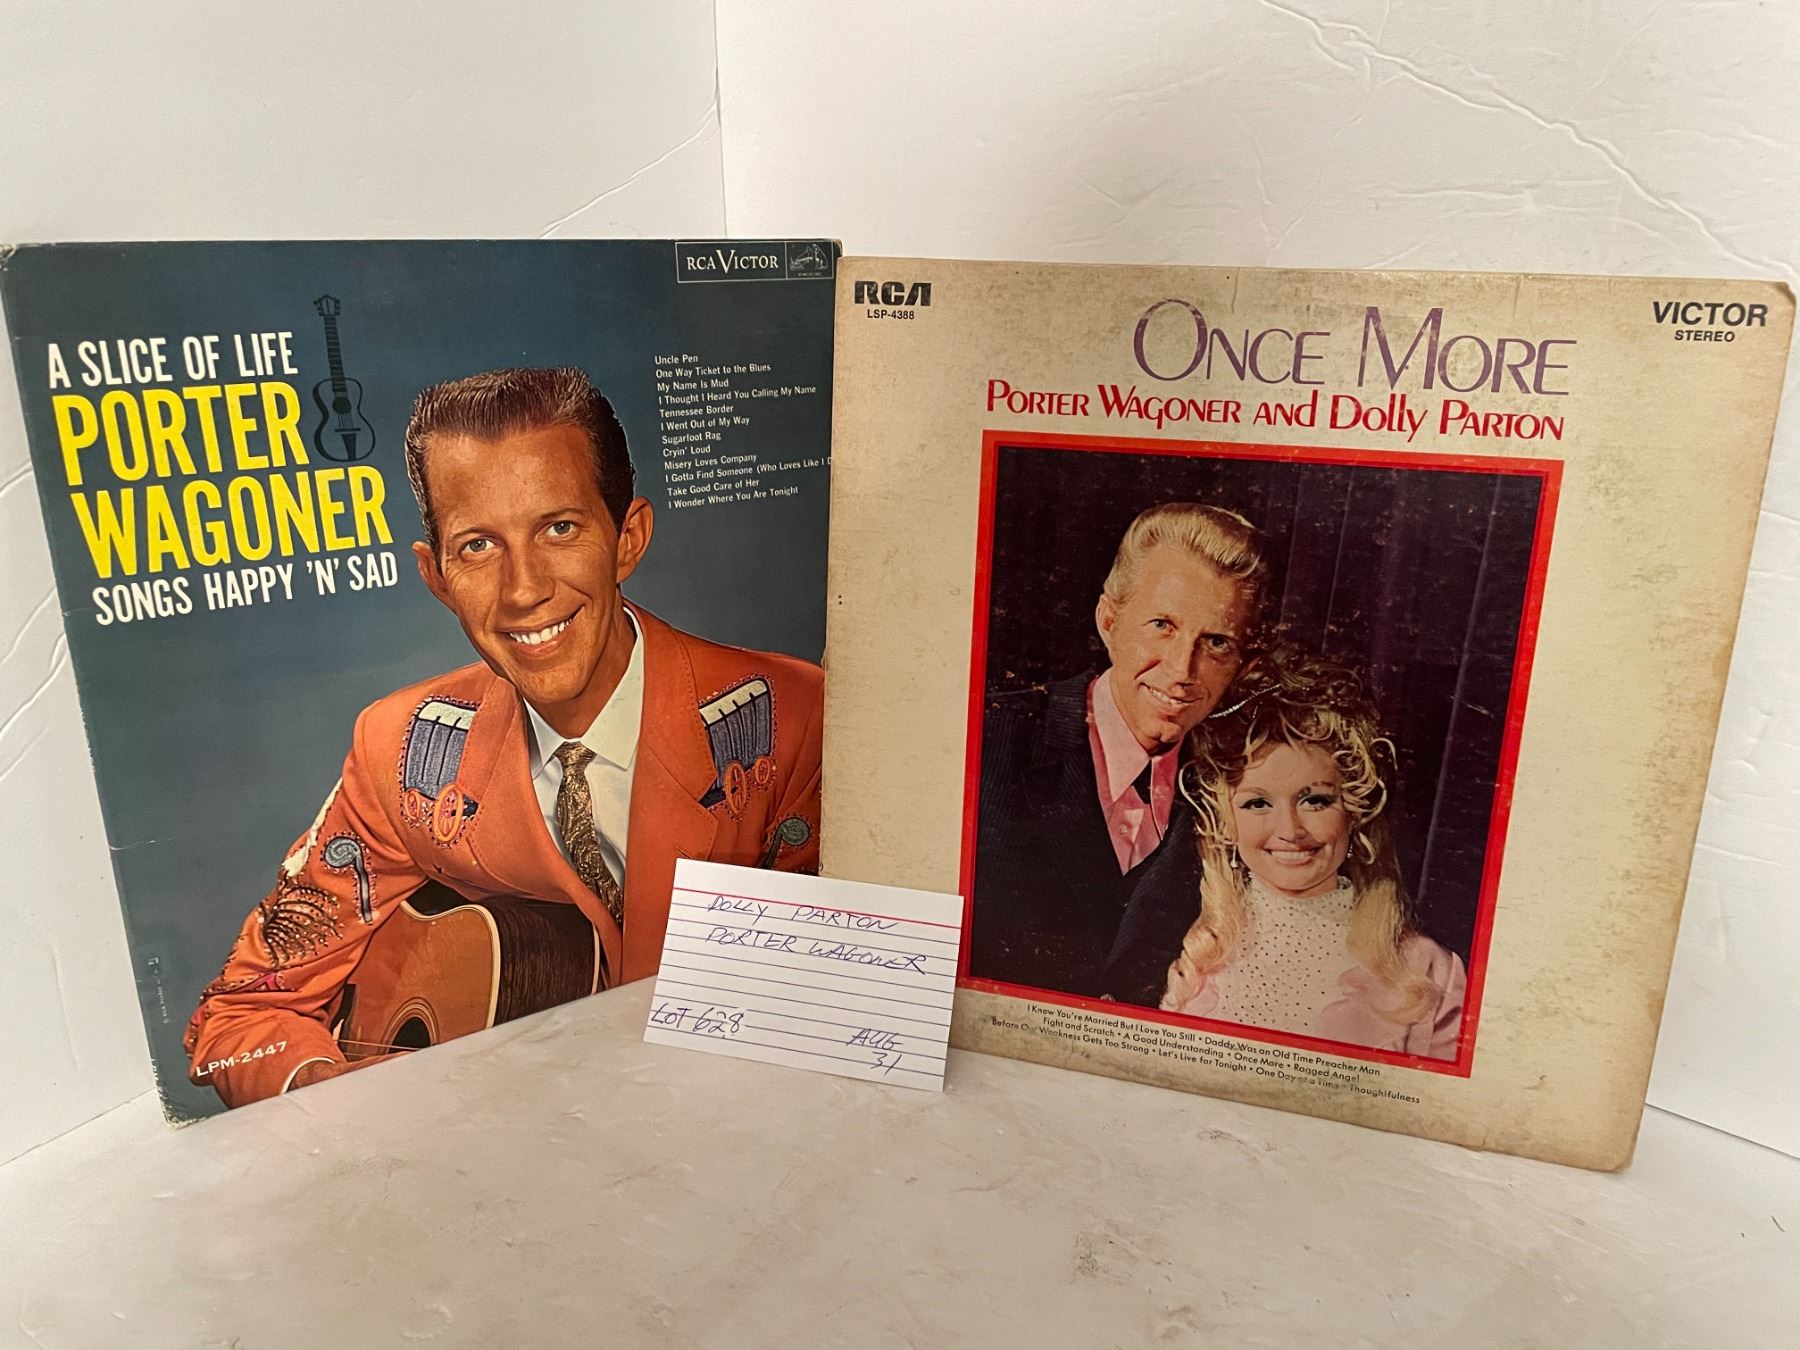 RCA VICTOR
A SLICE OF LIFE
PORTER
WAGONER
SONGS HAPPY 'N' SAD
Uncle Pen
One Way Ticket to the Blues
My Name Is Mud
I Thought I Heard You Calling My Name
Tennessee Border
I Went Out of My Way
Sugarfoot Rag
Cryin' Loud
Misery Loves Company
I Gotta Find Someone (Who Loves Like I D
Take Good Care of Her
I Wonder Where You Are Tonight
LPM-2447
RCA
LSP-4388
VICTOR
STEREO
ONCE MORE
PORTER WAGONER AND DOLLY PARTON
I Know You're Married But I Love You Still • Daddy Was an Old Time Preacher Man
Fight and Scratch • A Good Understanding • Once More • Ragged Angel
Before Our Weakness Gets Too Strong • Let's Live for Tonight • One Day at a Time • Thoughtfulness
DOLLY PARTON
PORTER WAGONER
LOT 628
AUG
31